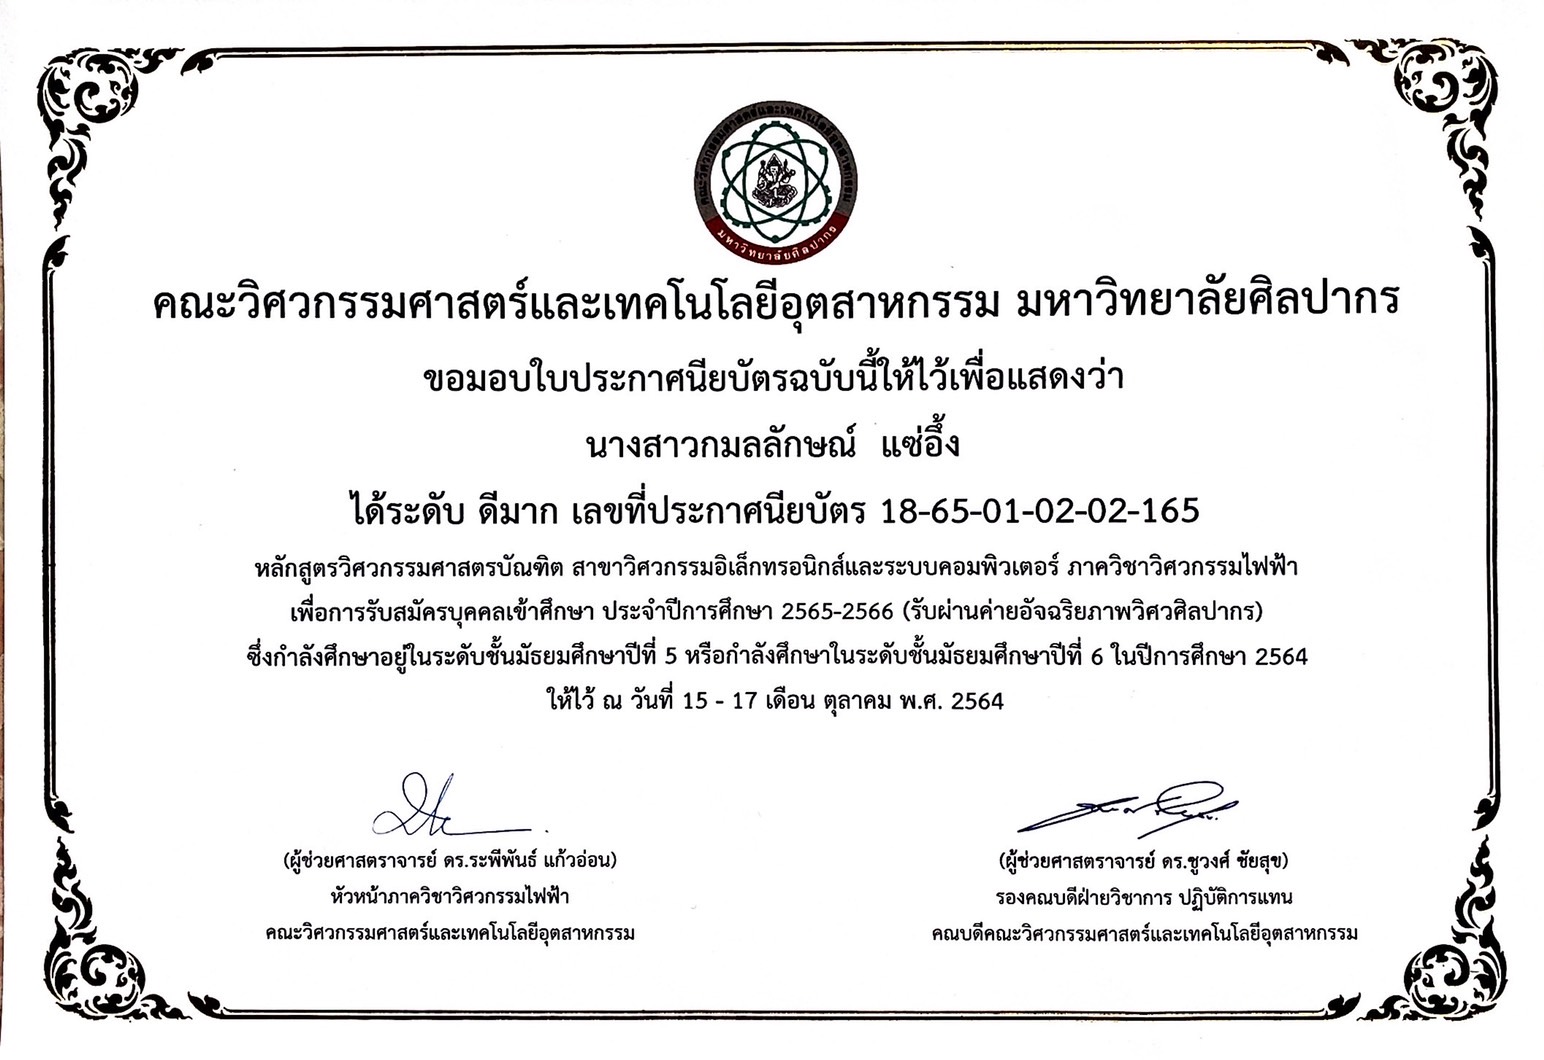 คณะวิศวกรรมศาสตร์และเทคโนโลยีอุตสาหกรรม
มหาวิทยาลัยศิลปากร
คณะวิศวกรรมศาสตร์และเทคโนโลยีอุตสาหกรรม มหาวิทยาลัยศิลปากร
ขอมอบใบประกาศนียบัตรฉบับนี้ให้ไว้เพื่อแสดงว่า
นางสาวกมลลักษณ์ แซ่อึ้ง
ได้ระดับ ดีมาก เลขที่ประกาศนียบัตร 18-65-01-02-02-165
หลักสูตรวิศวกรรมศาสตรบัณฑิต สาขาวิศวกรรมอิเล็กทรอนิกส์และระบบคอมพิวเตอร์ ภาควิชาวิศวกรรมไฟฟ้า
เพื่อการรับสมัครบุคคลเข้าศึกษา ประจำปีการศึกษา 2565-2566 (รับผ่านค่ายอัจฉริยภาพวิศวศิลปากร)
ซึ่งกำลังศึกษาอยู่ในระดับชั้นมัธยมศึกษาปีที่ 5 หรือกำลังศึกษาในระดับชั้นมัธยมศึกษาปีที่ 6 ในปีการศึกษา 2564
ให้ไว้ ณ วันที่ 15 - 17 เดือน ตุลาคม พ.ศ. 2564
(ผู้ช่วยศาสตราจารย์ ดร.ระพีพันธ์ แก้วอ่อน)
หัวหน้าภาควิชาวิศวกรรมไฟฟ้า
คณะวิศวกรรมศาสตร์และเทคโนโลยีอุตสาหกรรม
(ผู้ช่วยศาสตราจารย์ ดร.ชูวงศ์ ชัยสุข)
รองคณบดีฝ่ายวิชาการ ปฏิบัติการแทน
คณบดีคณะวิศวกรรมศาสตร์และเทคโนโลยีอุตสาหกรรม